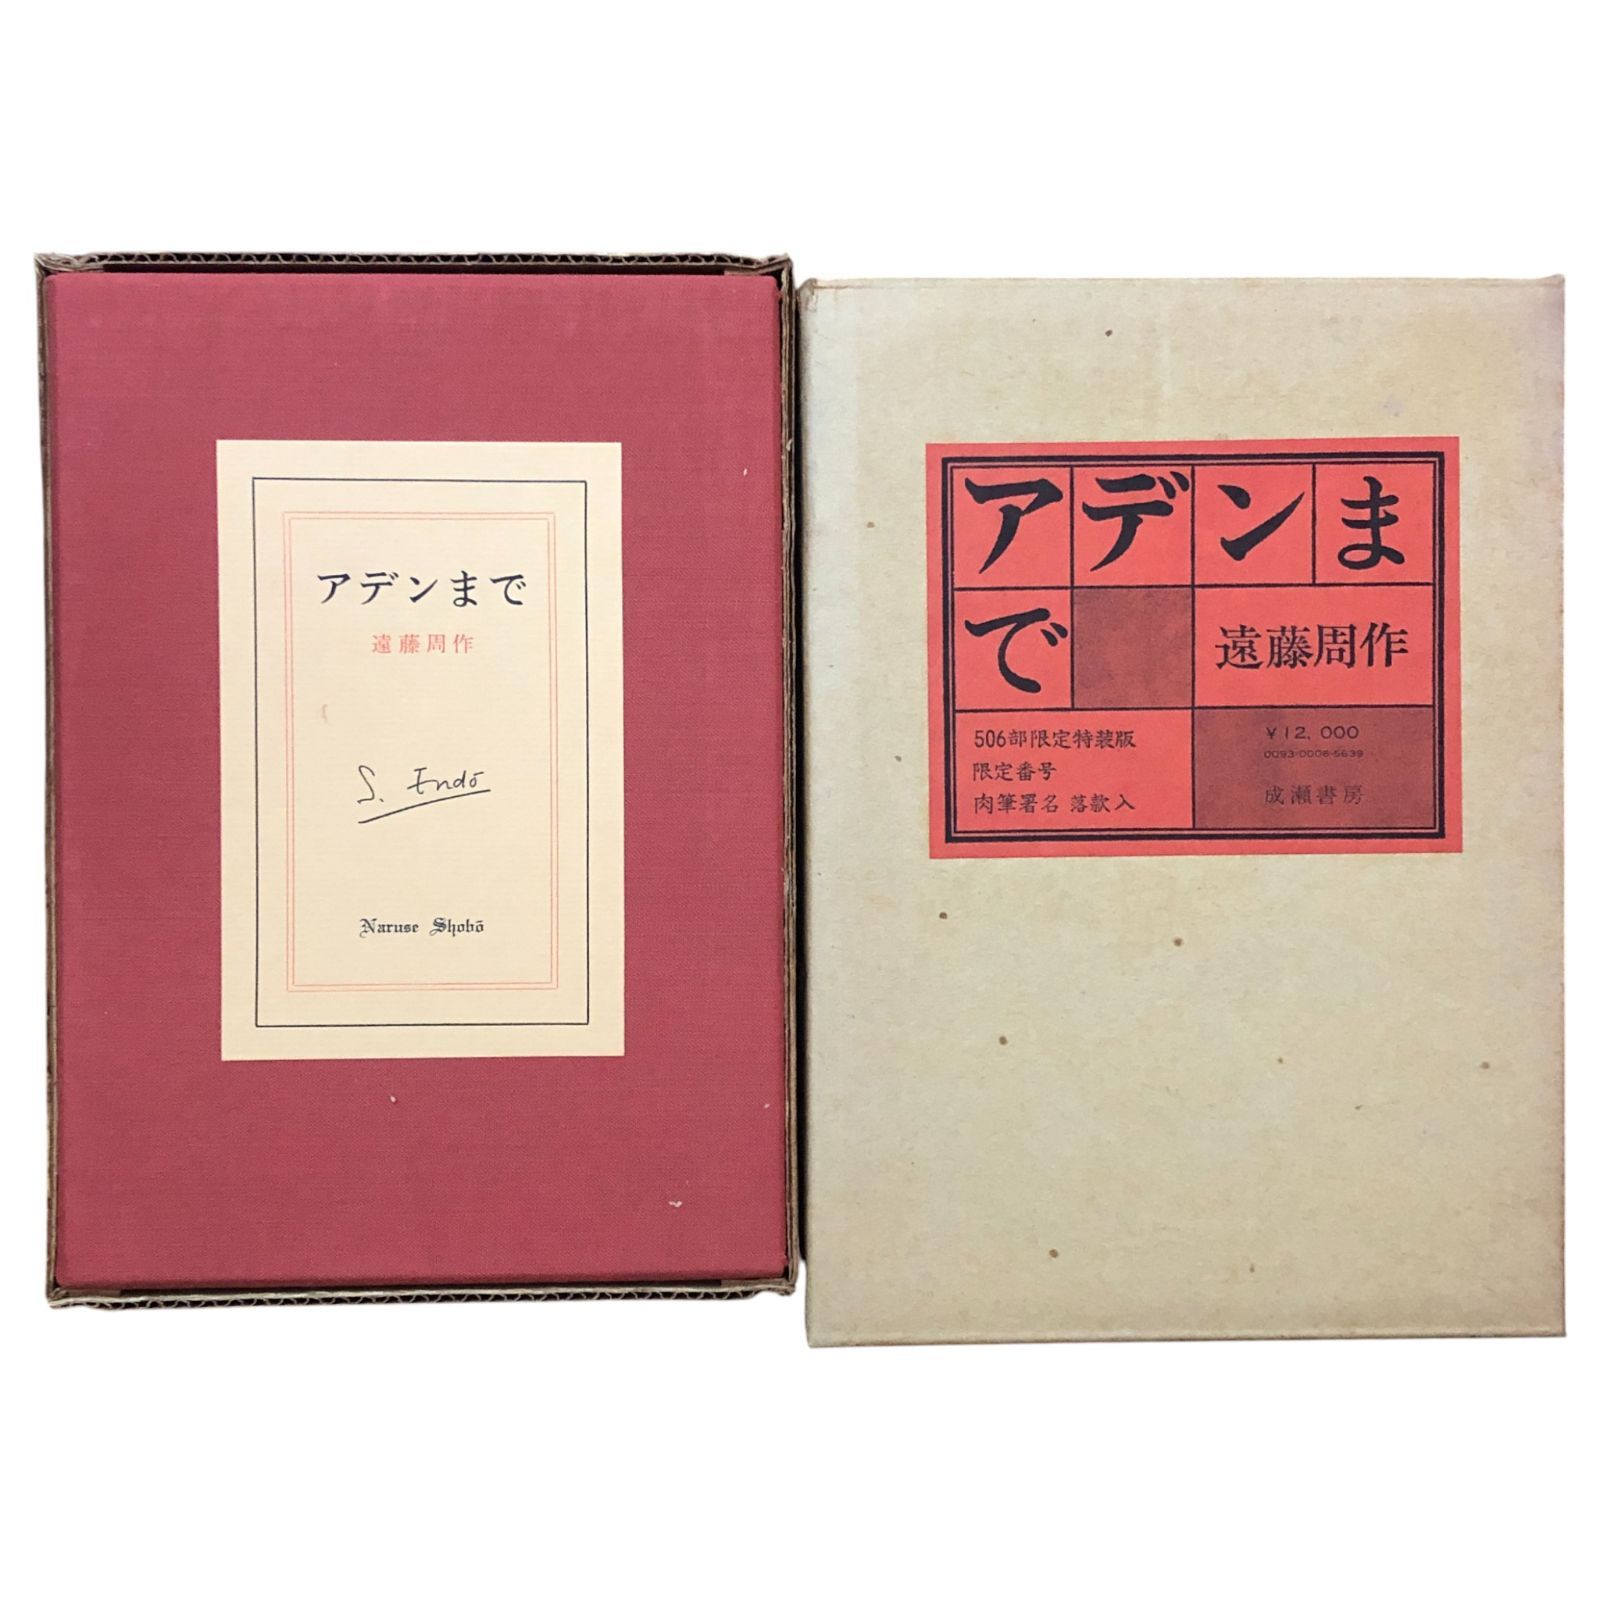 アデンまで
遠藤周作
S. Endō
Naruse Shobō
アデンま
で
遠藤周作
506部限定特装版
限定番号
肉筆署名 落款入
¥12,000
0093-0006-5639
成瀬書房